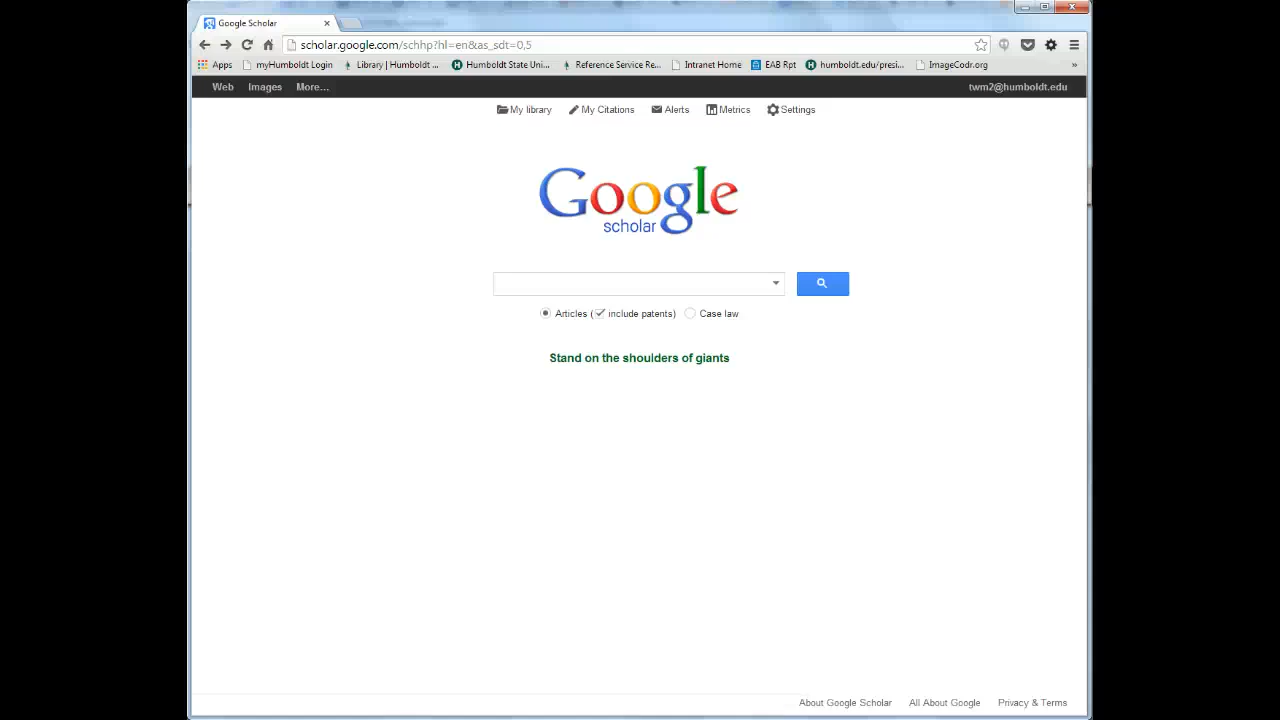 Google Scholar
scholar.google.com/schhp?hl=en&as_sdt=0,5
Apps myHumboldt Login Library | Humboldt ... Humboldt State Uni... Reference Service Re... Intranet Home EAB Rpt humboldt.edu/presi... ImageCodr.org »
Web Images More... twm2@humboldt.edu
My library My Citations Alerts Metrics Settings
Google
scholar
Articles (include patents) Case law
Stand on the shoulders of giants
About Google Scholar All About Google Privacy & Terms